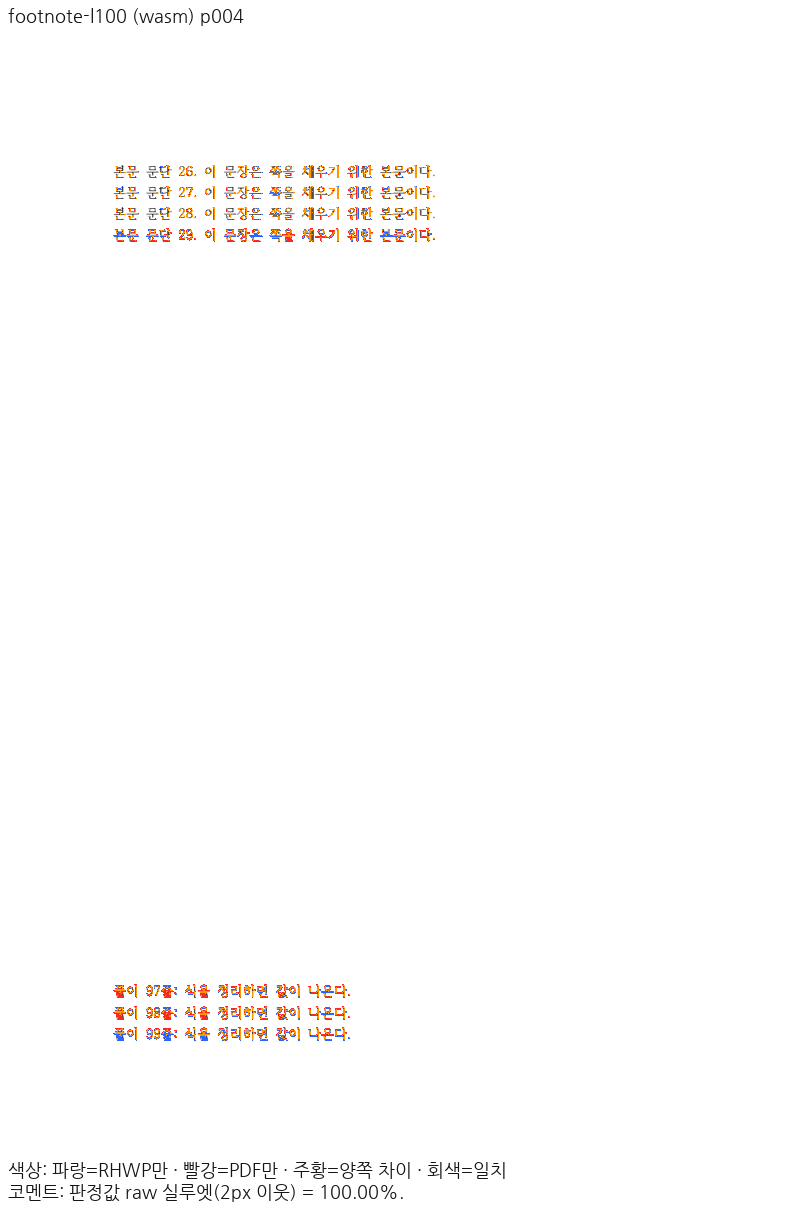 footnote-l100 (wasm) p004
본문 문단 26. 이 문장은 쪽을 채우기 위한 본문이다.
본문 문단 27. 이 문장은 쪽을 채우기 위한 본문이다.
본문 문단 28. 이 문장은 쪽을 채우기 위한 본문이다.
본문 문단 29. 이 문장은 쪽을 채우기 위한 본문이다.
풀이 97줄: 식을 정리하면 값이 나온다.
풀이 98줄: 식을 정리하면 값이 나온다.
풀이 99줄: 식을 정리하면 값이 나온다.
색상: 파랑=RHWP만 · 빨강=PDF만 · 주황=양쪽 차이 · 회색=일치
코멘트: 판정값 raw 실루엣(2px 이웃) = 100.00%.